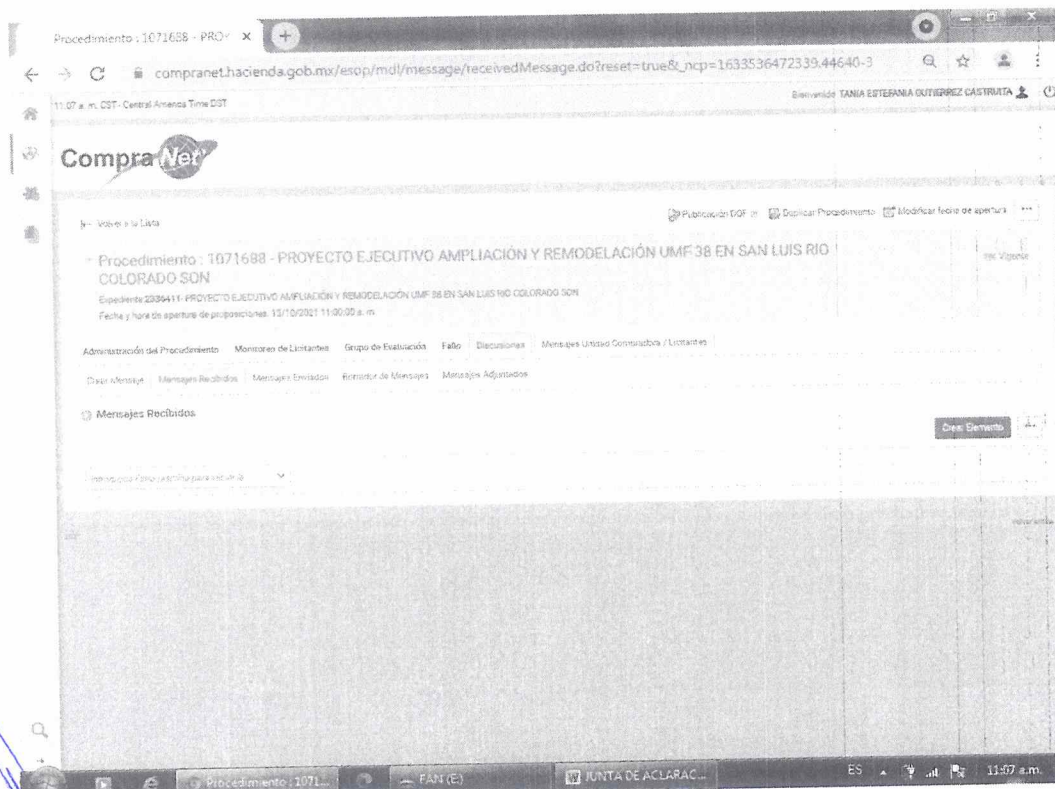 Procedimiento : 1071688 - PRO
compranet.hacienda.gob.mx/esop/mdl/message/receivedMessage.do?reset=true&_ncp=1633536472339.44640-3
11:07 a. m. CST - Central America Time DST
Bienvenido TANIA ESTEFANIA GUTIERREZ CASTRUITA
CompraNet
Volver a la Lista
Publicación DOF
Duplicar Procedimiento
Modificar fecha de apertura
Procedimiento : 1071688 - PROYECTO EJECUTIVO AMPLIACIÓN Y REMODELACIÓN UMF 38 EN SAN LUIS RIO
COLORADO SON
Expediente 2336411- PROYECTO EJECUTIVO AMPLIACIÓN Y REMODELACIÓN UMF 38 EN SAN LUIS RIO COLORADO SON
Fecha y hora de apertura de proposiciones: 13/10/2021 11:00:00 a. m.
Administración del Procedimiento Monitoreo de Licitantes Grupo de Evaluación Fallo Discusiones Mensajes Unidad Compradora / Licitantes
Crear Mensaje Mensajes Recibidos Mensajes Enviados Borrador de Mensajes Mensajes Adjuntados
Mensajes Recibidos
Crear Elemento
Procedimiento : 1071...
FAN (E:)
JUNTA DE ACLARAC...
ES
11:07 a.m.